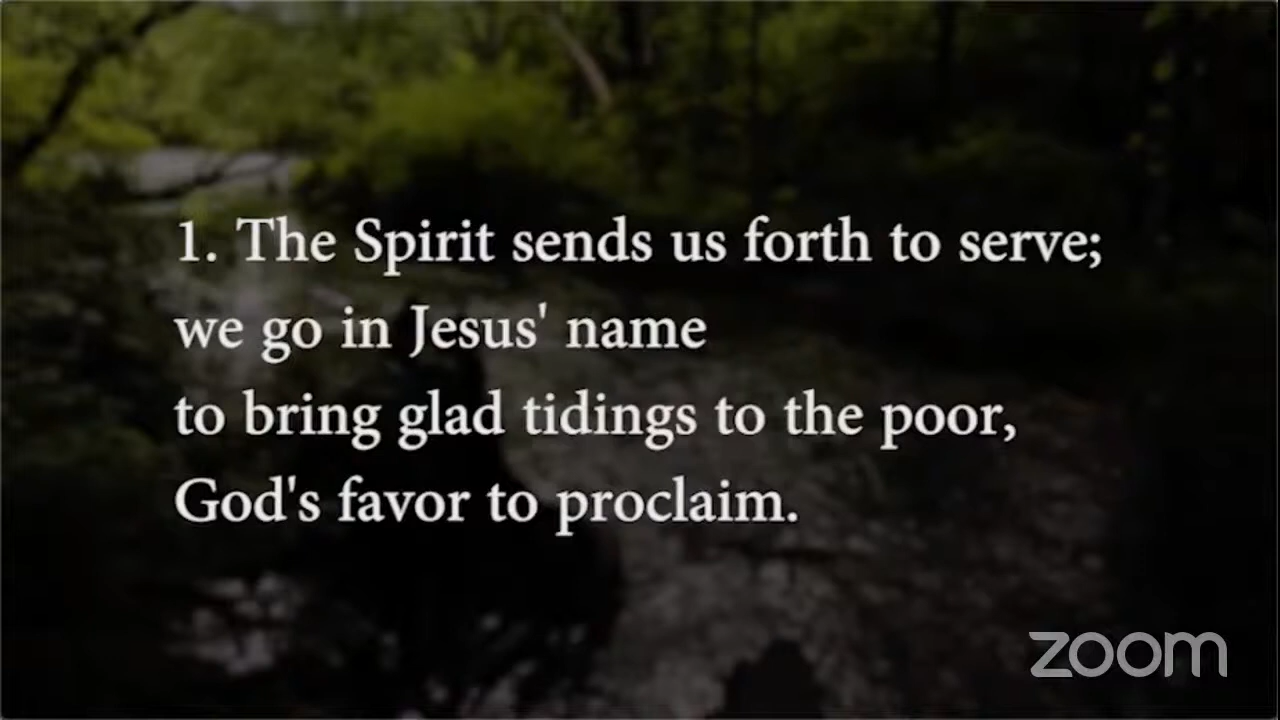 1. The Spirit sends us forth to serve;
we go in Jesus' name
to bring glad tidings to the poor,
God's favor to proclaim.
zoom